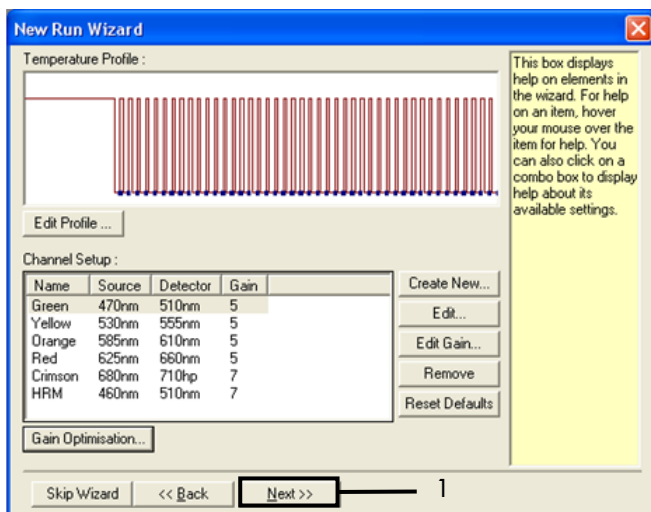 New Run Wizard
Temperature Profile :
This box displays
help on elements in
the wizard. For help
on an item, hover
your mouse over the
item for help. You
can also click on a
combo box to display
help about its
available settings.
Edit Profile ...
Channel Setup :
Name Source Detector Gain
Green 470nm 510nm 5
Yellow 530nm 555nm 5
Orange 585nm 610nm 5
Red 625nm 660nm 5
Crimson 680nm 710hp 7
HRM 460nm 510nm 7
Create New...
Edit...
Edit Gain...
Remove
Reset Defaults
Gain Optimisation...
Skip Wizard << Back Next >> 1